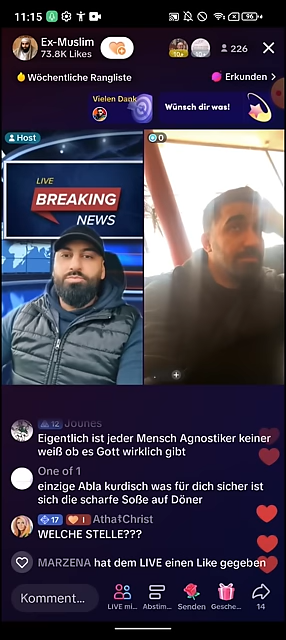 11:15
96
Ex-Muslim
73.8K Likes
10+
10+
226
Wöchentliche Rangliste
Erkunden >
Vielen Dank
Wünsch dir was!
Host
0
LIVE
BREAKING
NEWS
12 Jounes
Eigentlich ist jeder Mensch Agnostiker keiner
weiß ob es Gott wirklich gibt
One of 1
einzige Abla kurdisch was für dich sicher ist
sich die scharfe Soße auf Döner
17 I Atha‡Christ
WELCHE STELLE???
MARZENA hat dem LIVE einen Like gegeben
Komment...
LIVE mi...
Abstim...
Senden
Gesche...
14